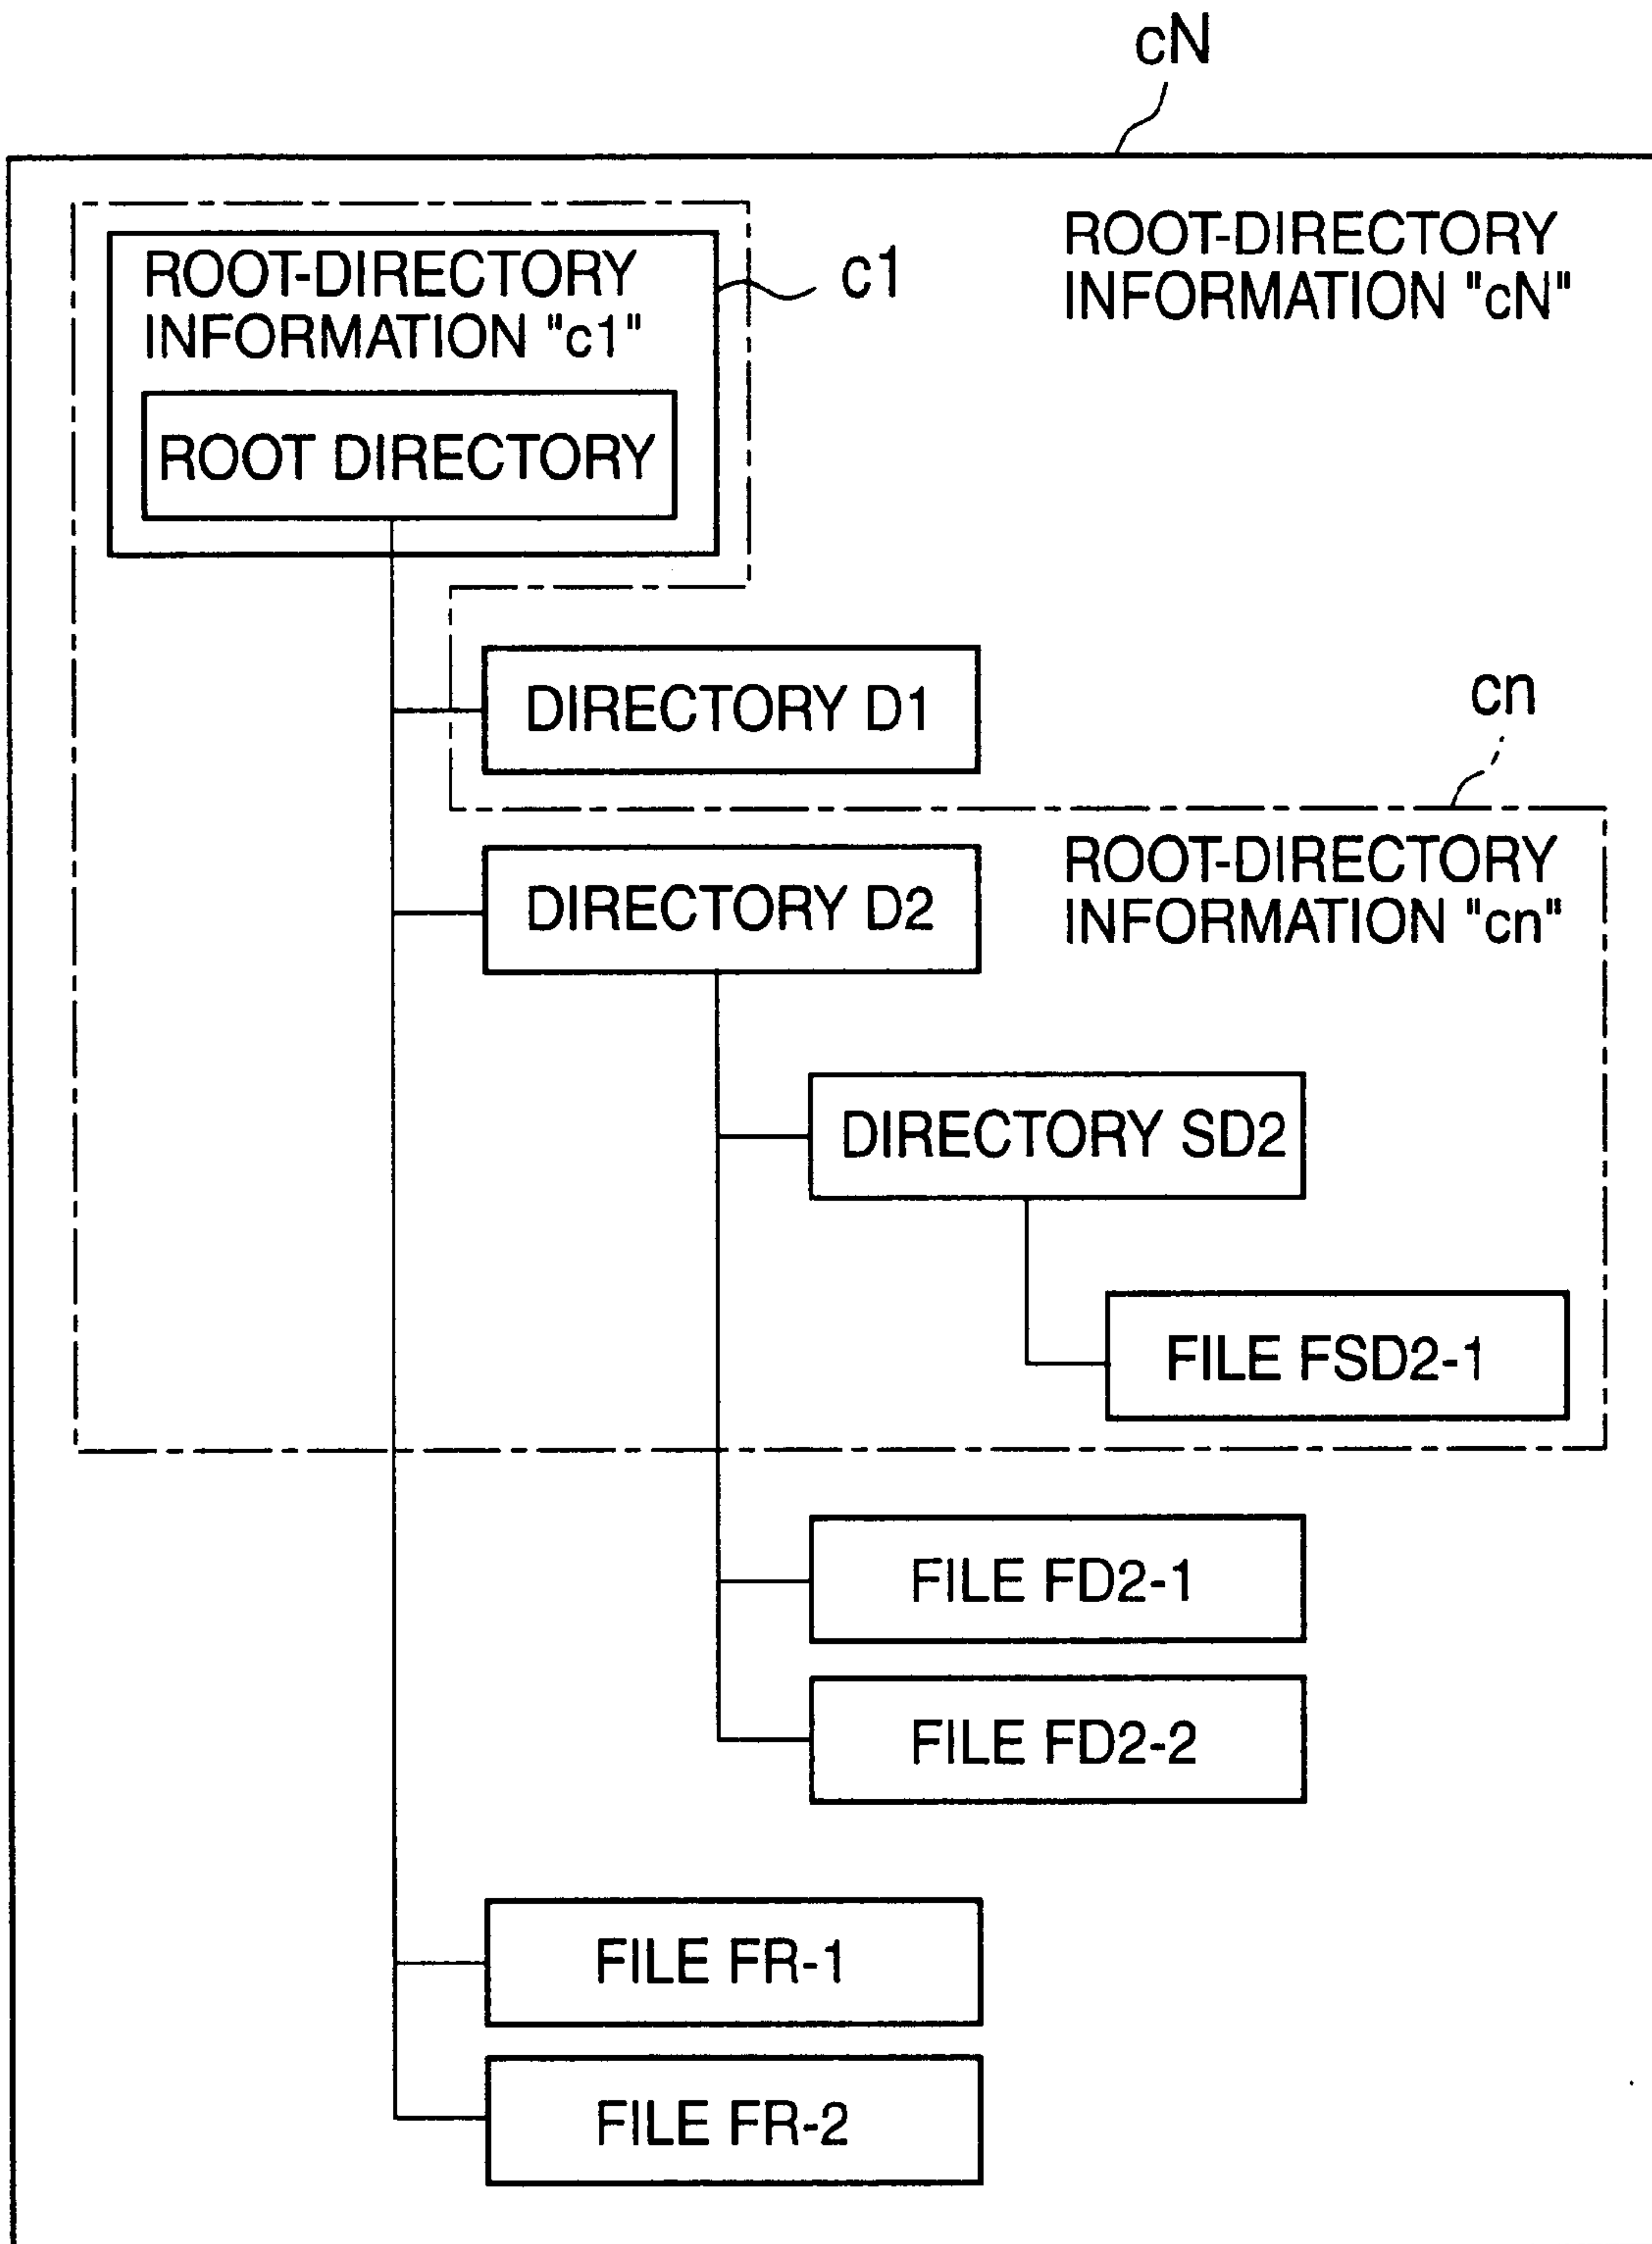 cN
ROOT-DIRECTORY
INFORMATION "cN"
ROOT-DIRECTORY
INFORMATION "c1"
c1
ROOT DIRECTORY
DIRECTORY D1
cn
DIRECTORY D2
ROOT-DIRECTORY
INFORMATION "cn"
DIRECTORY SD2
FILE FSD2-1
FILE FD2-1
FILE FD2-2
FILE FR-1
FILE FR-2